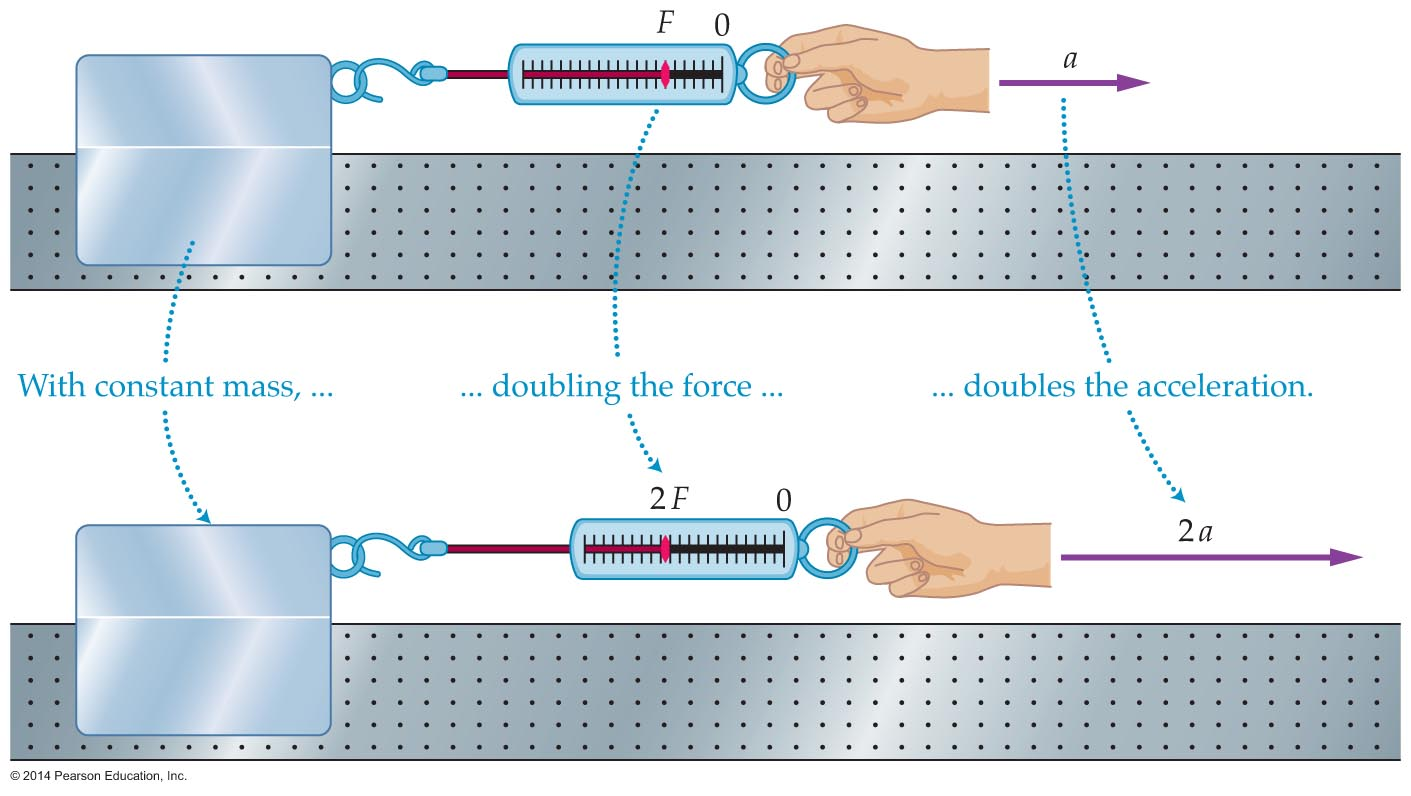 F 0
a
With constant mass, ... ... doubling the force ... ... doubles the acceleration.
2F 0
2a
© 2014 Pearson Education, Inc.